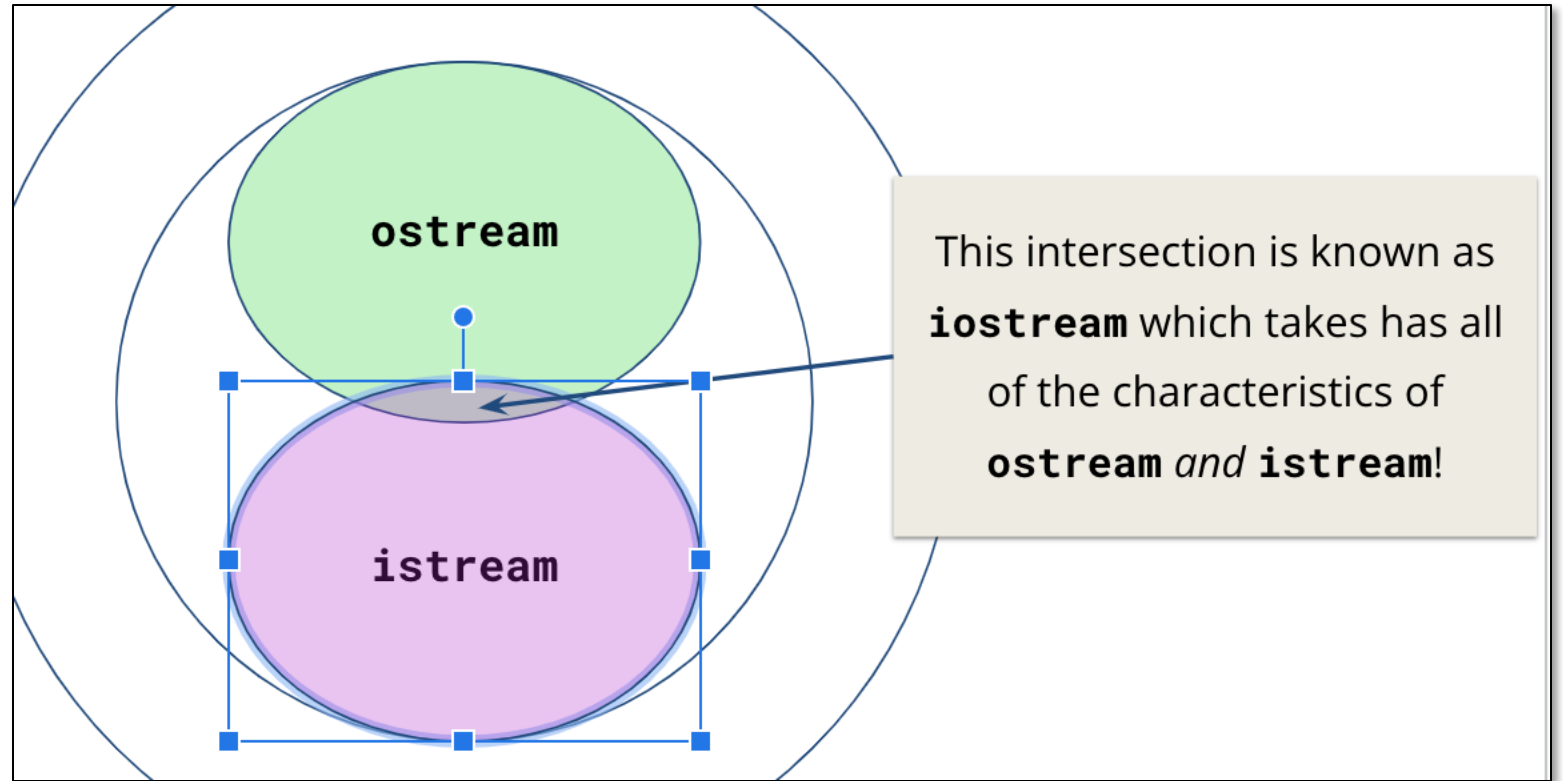 ostream
istream
This intersection is known as
iostream which takes has all
of the characteristics of
ostream and istream!